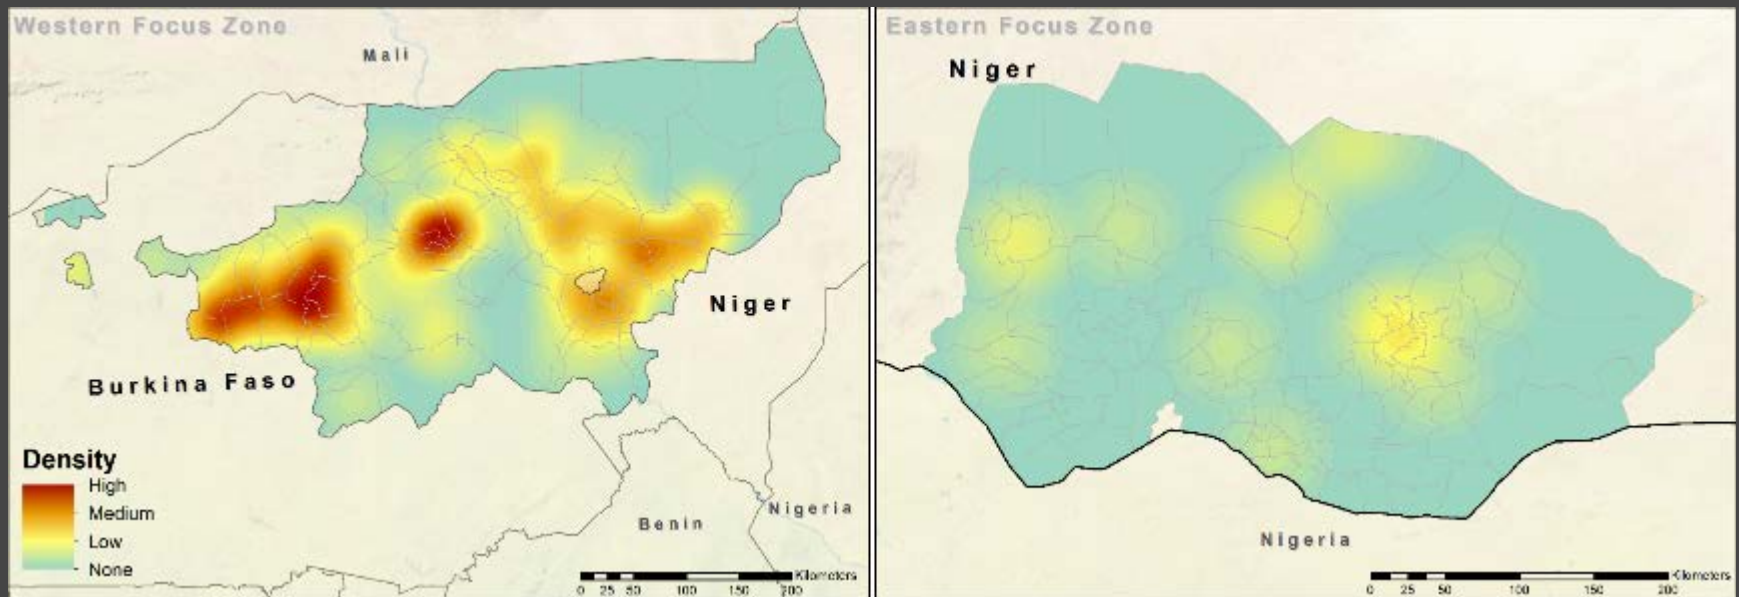 Western Focus Zone
Mali
Niger
Burkina Faso
Density
High
Medium
Low
None
Benin
Nigeria
Kilometers
0 25 50 100 150 200
Eastern Focus Zone
Niger
Nigeria
Kilometers
0 25 50 100 150 200